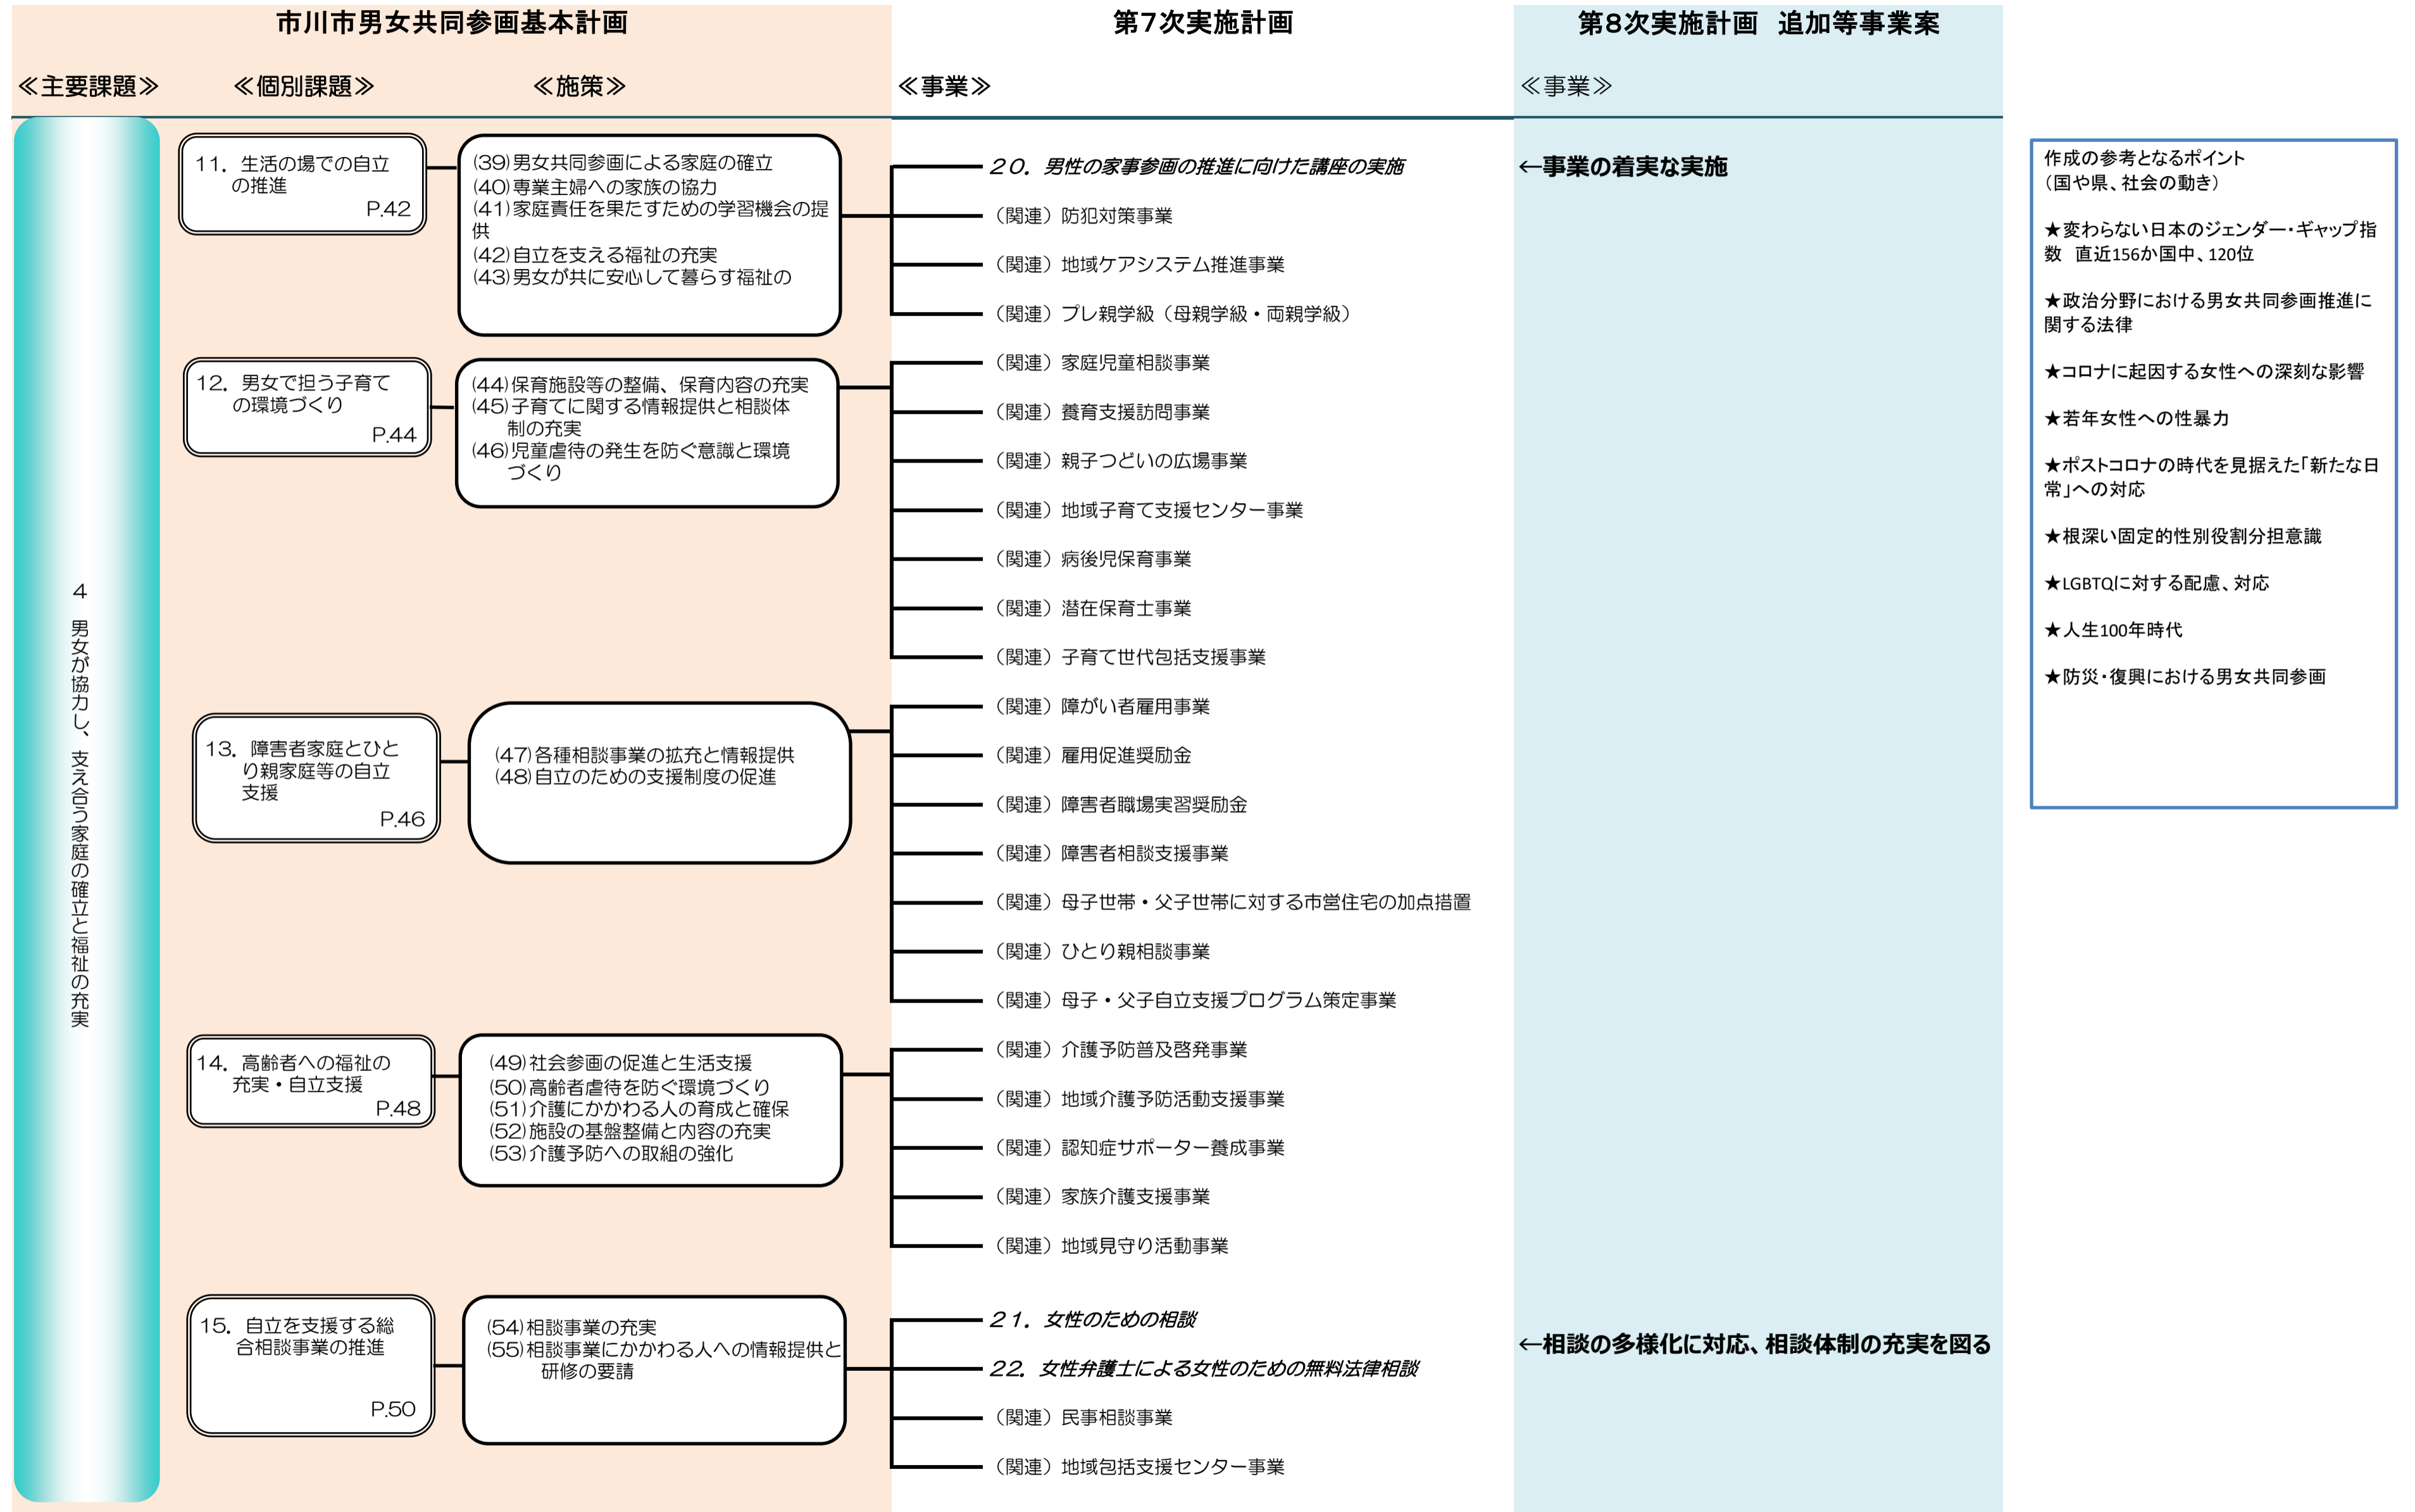 市川市男女共同参画基本計画
第7次実施計画
第8次実施計画　追加等事業案
≪主要課題≫
≪個別課題≫
≪施策≫
≪事業≫
≪事業≫
４　男女が協力し、支え合う家庭の確立と福祉の充実
11．生活の場での自立
の推進
P.42
(39)男女共同参画による家庭の確立
(40)専業主婦への家族の協力
(41)家庭責任を果たすための学習機会の提
供
(42)自立を支える福祉の充実
(43)男女が共に安心して暮らす福祉の
２０．男性の家事参画の推進に向けた講座の実施
（関連）防犯対策事業
（関連）地域ケアシステム推進事業
（関連）プレ親学級（母親学級・両親学級）
←事業の着実な実施
12．男女で担う子育て
の環境づくり
P.44
(44)保育施設等の整備、保育内容の充実
(45)子育てに関する情報提供と相談体
制の充実
(46)児童虐待の発生を防ぐ意識と環境
づくり
（関連）家庭児童相談事業
（関連）養育支援訪問事業
（関連）親子つどいの広場事業
（関連）地域子育て支援センター事業
（関連）病後児保育事業
（関連）潜在保育士事業
（関連）子育て世代包括支援事業
13．障害者家庭とひと
り親家庭等の自立
支援
P.46
(47)各種相談事業の拡充と情報提供
(48)自立のための支援制度の促進
（関連）障がい者雇用事業
（関連）雇用促進奨励金
（関連）障害者職場実習奨励金
（関連）障害者相談支援事業
（関連）母子世帯・父子世帯に対する市営住宅の加点措置
（関連）ひとり親相談事業
（関連）母子・父子自立支援プログラム策定事業
14．高齢者への福祉の
充実・自立支援
P.48
(49)社会参画の促進と生活支援
(50)高齢者虐待を防ぐ環境づくり
(51)介護にかかわる人の育成と確保
(52)施設の基盤整備と内容の充実
(53)介護予防への取組の強化
（関連）介護予防普及啓発事業
（関連）地域介護予防活動支援事業
（関連）認知症サポーター養成事業
（関連）家族介護支援事業
（関連）地域見守り活動事業
15．自立を支援する総
合相談事業の推進
P.50
(54)相談事業の充実
(55)相談事業にかかわる人への情報提供と
研修の要請
２１．女性のための相談
２２．女性弁護士による女性のための無料法律相談
（関連）民事相談事業
（関連）地域包括支援センター事業
←相談の多様化に対応、相談体制の充実を図る
作成の参考となるポイント
（国や県、社会の動き）
★変わらない日本のジェンダー・ギャップ指
数　直近156か国中、120位
★政治分野における男女共同参画推進に
関する法律
★コロナに起因する女性への深刻な影響
★若年女性への性暴力
★ポストコロナの時代を見据えた「新たな日
常」への対応
★根深い固定的性別役割分担意識
★LGBTQに対する配慮、対応
★人生100年時代
★防災・復興における男女共同参画